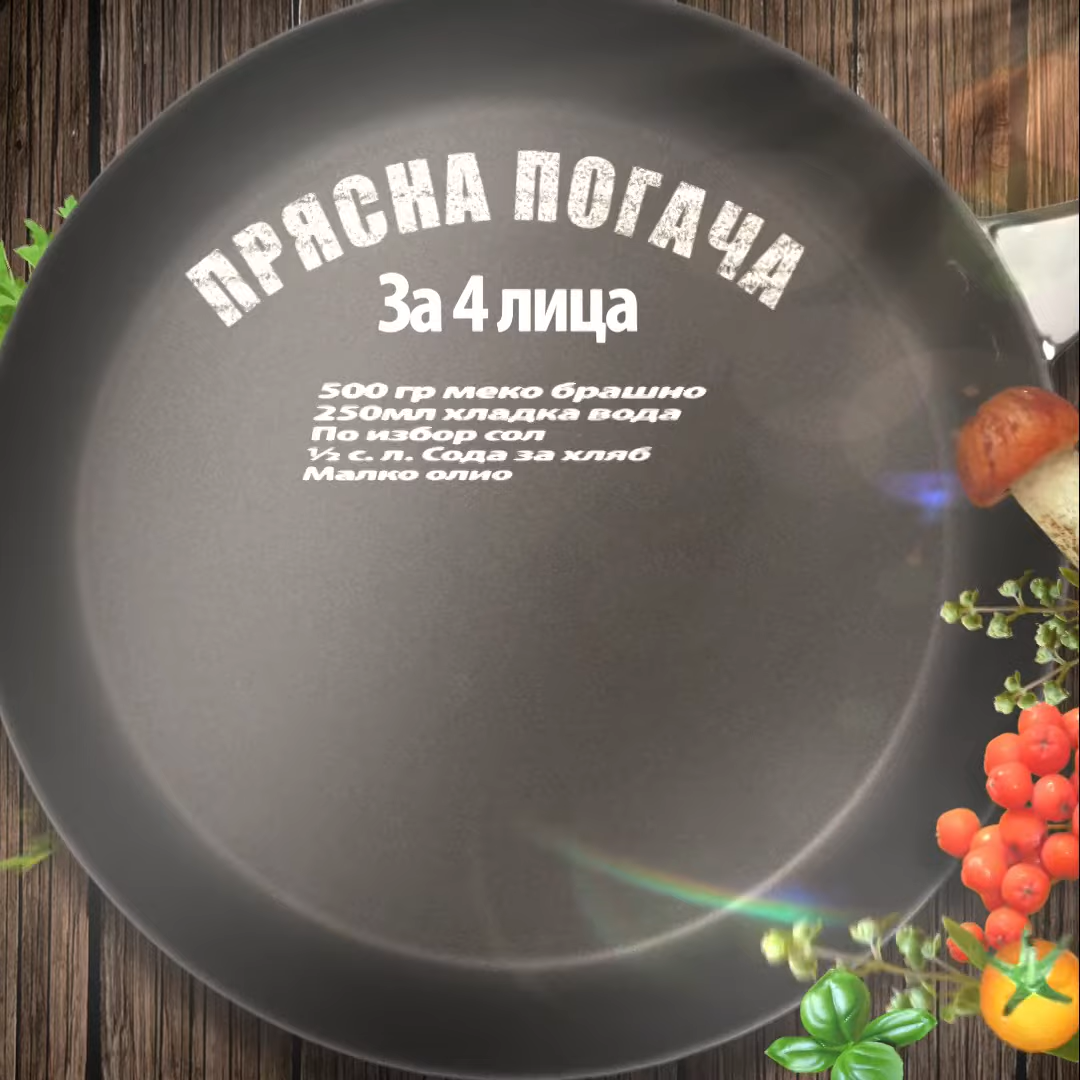 ПРЯСНА ПОГАЧА
За 4 лица
500 гр меко брашно
250мл хладка вода
По избор сол
½ с. л. Сода за хляб
Малко олио